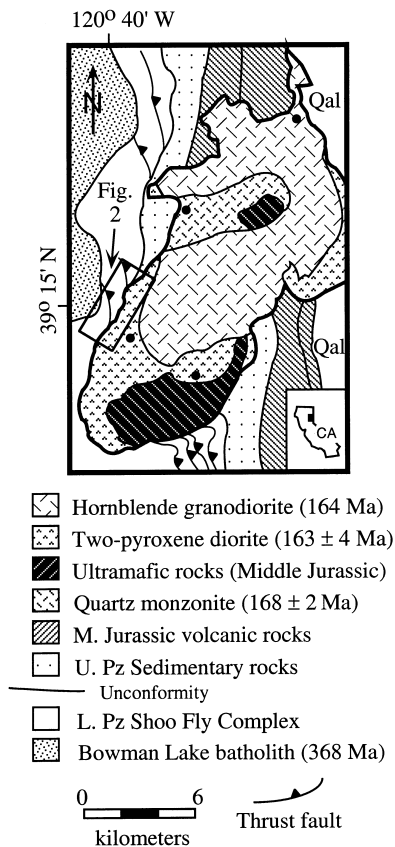 120° 40' W
N
Qal
Fig.
2
39° 15' N
Qal
CA
Hornblende granodiorite (164 Ma)
Two-pyroxene diorite (163 ± 4 Ma)
Ultramafic rocks (Middle Jurassic)
Quartz monzonite (168 ± 2 Ma)
M. Jurassic volcanic rocks
U. Pz Sedimentary rocks
Unconformity
L. Pz Shoo Fly Complex
Bowman Lake batholith (368 Ma)
0 6
kilometers
Thrust fault